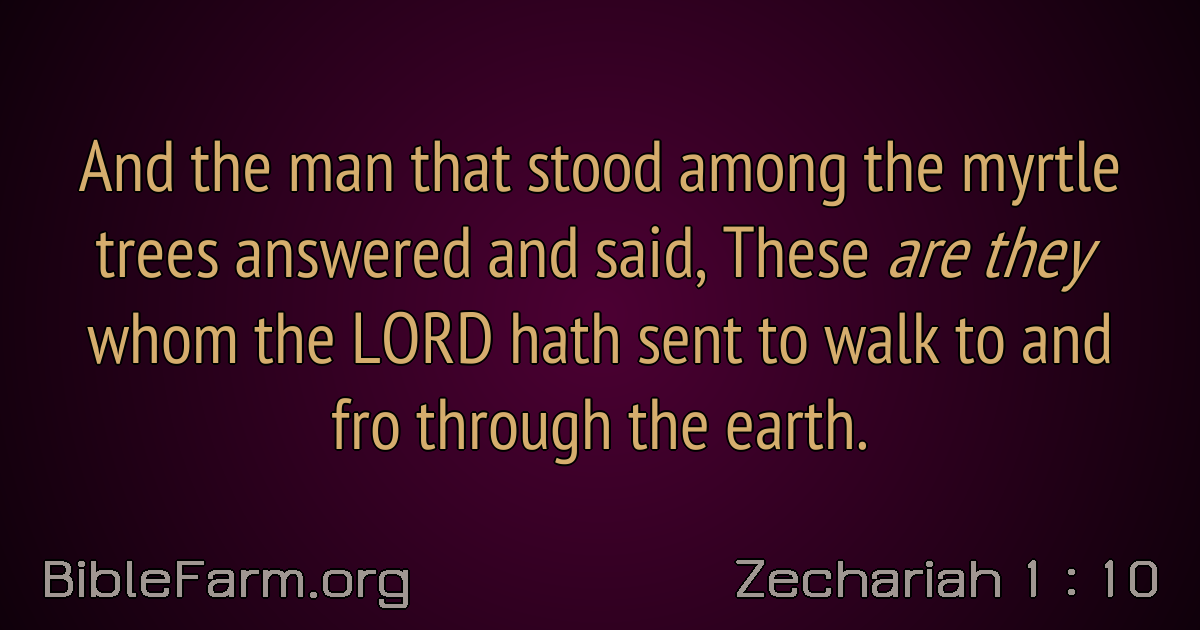 And the man that stood among the myrtle
trees answered and said, These are they
whom the LORD hath sent to walk to and
fro through the earth.
BibleFarm.org
Zechariah 1 : 10